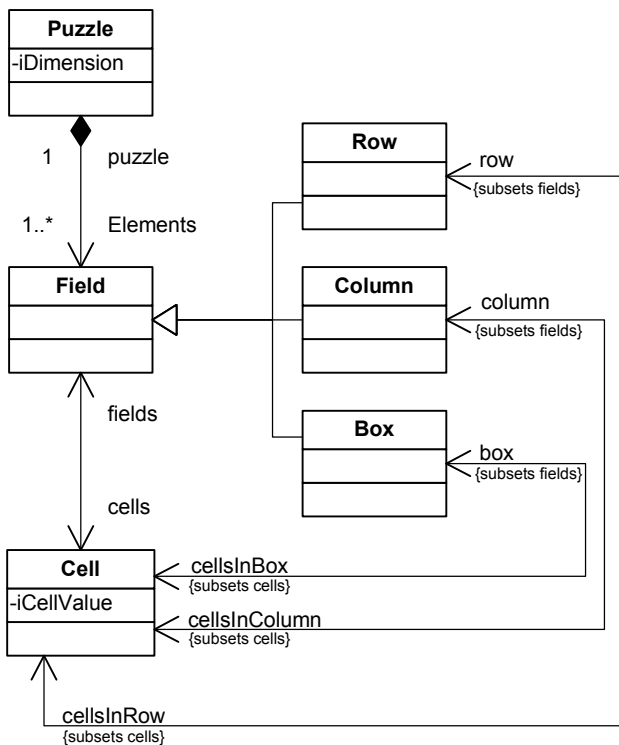 Puzzle
-iDimension
1 puzzle
1..* Elements
Field
Row
row
{subsets fields}
Column
column
{subsets fields}
Box
box
{subsets fields}
fields
cells
Cell
-iCellValue
cellsInBox
{subsets cells}
cellsInColumn
{subsets cells}
cellsInRow
{subsets cells}